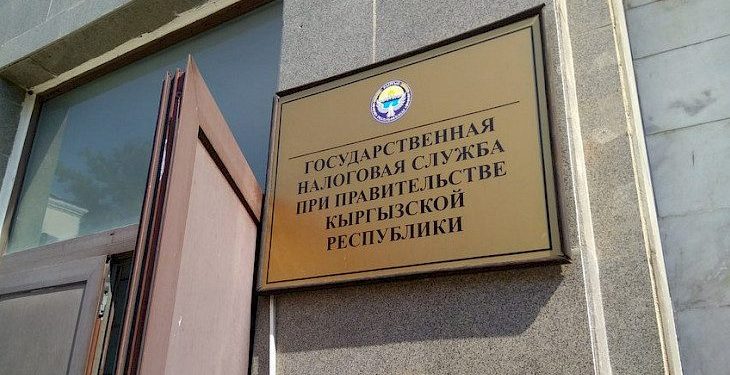 ГОСУДАРСТВЕННАЯ
НАЛОГОВАЯ СЛУЖБА
ПРИ ПРАВИТЕЛЬСТВЕ
КЫРГЫЗСКОЙ
РЕСПУБЛИКИ